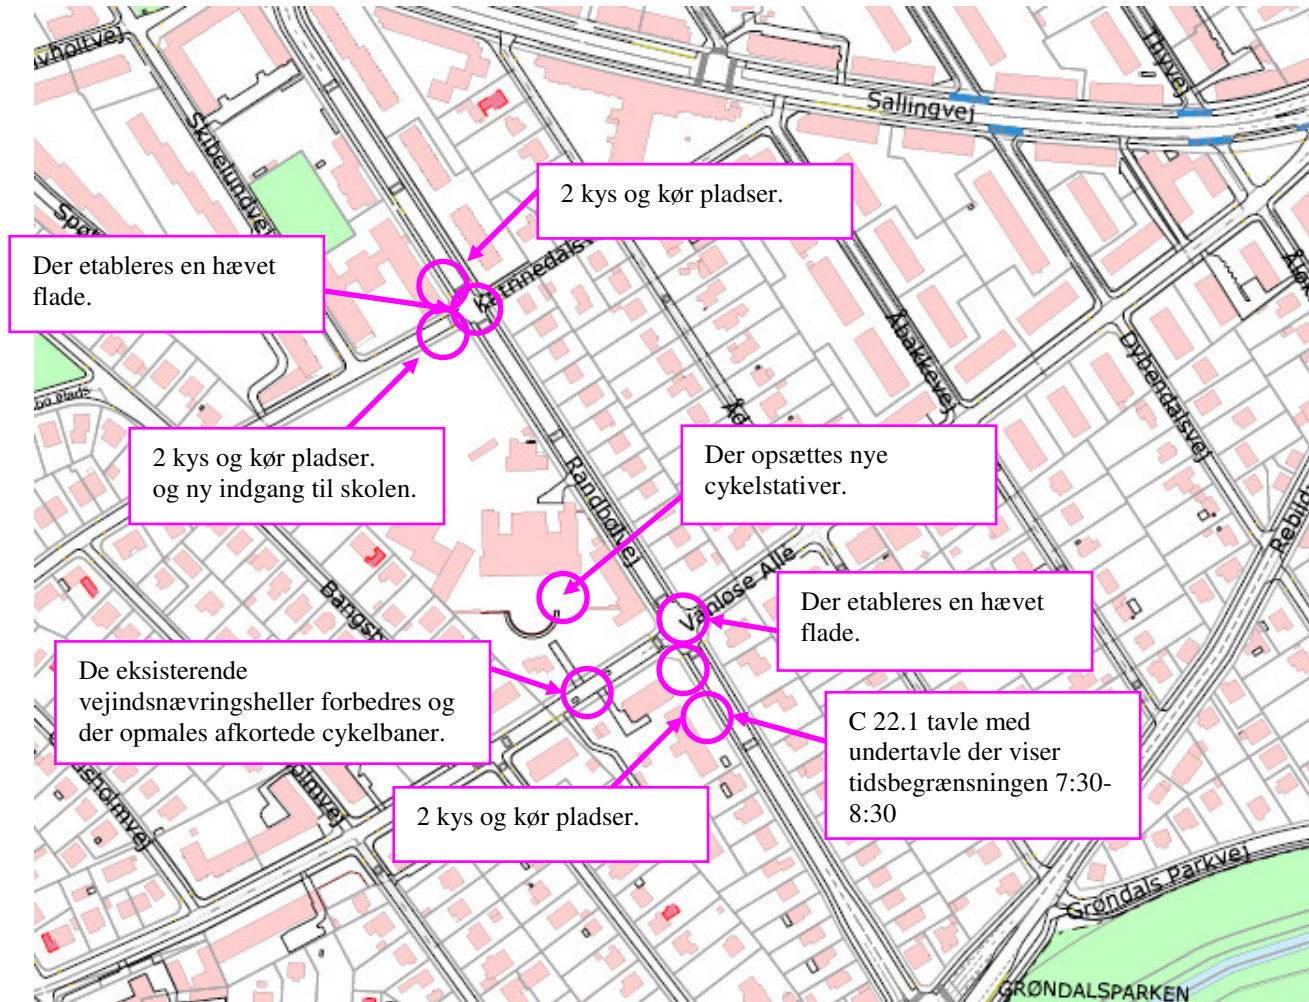 Thyvej
Sallingvej
Skibelundvej
2 kys og kør pladser.
Der etableres en hævet
flade.
Åbakkevej
Dybendalsvej
2 kys og kør pladser.
og ny indgang til skolen.
Der opsættes nye
cykelstativer.
Randbølvej
Vanløse Alle
Der etableres en hævet
flade.
De eksisterende
vejindsnævringsheller forbedres og
der opmales afkortede cykelbaner.
C 22.1 tavle med
undertavle der viser
tidsbegrænsningen 7:30-
8:30
2 kys og kør pladser.
Grøndals Parkvej
GRØNDALSPARKEN